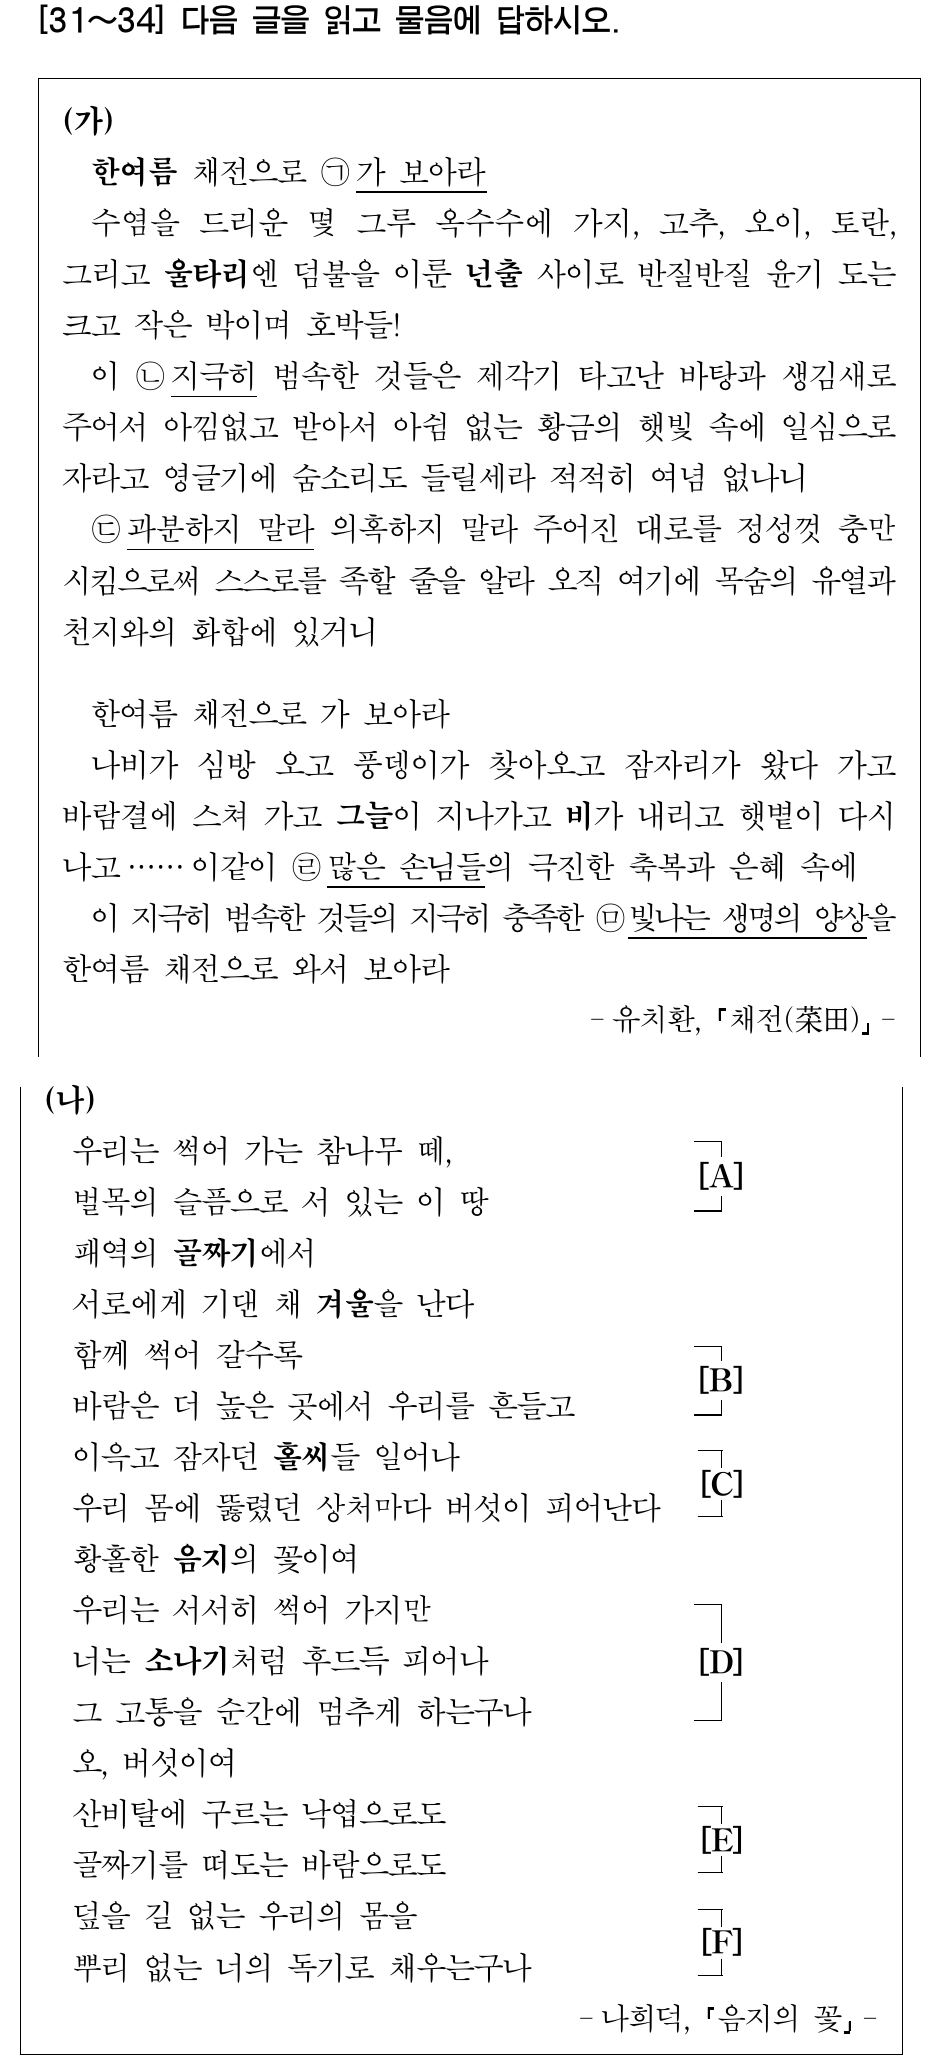 [31～34] 다음 글을 읽고 물음에 답하시오.
(가)
한여름 채전으로 ㉠가 보아라
수염을 드리운 몇 그루 옥수수에 가지, 고추, 오이, 토란,
그리고 울타리엔 덤불을 이룬 넌출 사이로 반질반질 윤기 도는
크고 작은 박이며 호박들!
이 ㉡지극히 범속한 것들은 제각기 타고난 바탕과 생김새로
주어서 아낌없고 받아서 아쉼 없는 황금의 햇빛 속에 일심으로
자라고 영글기에 숨소리도 들릴세라 적적히 여념 없나니
㉢과분하지 말라 의혹하지 말라 주어진 대로를 정성껏 충만
시킴으로써 스스로를 족할 줄을 알라 오직 여기에 목숨의 유열과
천지와의 화합에 있거니
한여름 채전으로 가 보아라
나비가 심방 오고 풍뎅이가 찾아오고 잠자리가 왔다 가고
바람결에 스쳐 가고 그늘이 지나가고 비가 내리고 햇볕이 다시
나고 …… 이같이 ㉣많은 손님들의 극진한 축복과 은혜 속에
이 지극히 범속한 것들의 지극히 충족한 ㉤빛나는 생명의 양상을
한여름 채전으로 와서 보아라
- 유치환, 「채전(菜田)」 -
(나)
우리는 썩어 가는 참나무 떼,
벌목의 슬픔으로 서 있는 이 땅 [A]
패역의 골짜기에서
서로에게 기댄 채 겨울을 난다
함께 썩어 갈수록
바람은 더 높은 곳에서 우리를 흔들고 [B]
이윽고 잠자던 홀씨들 일어나
우리 몸에 뚫렸던 상처마다 버섯이 피어난다 [C]
황홀한 음지의 꽃이여
우리는 서서히 썩어 가지만
너는 소나기처럼 후드득 피어나 [D]
그 고통을 순간에 멈추게 하는구나
오, 버섯이여
산비탈에 구르는 낙엽으로도
골짜기를 떠도는 바람으로도 [E]
덮을 길 없는 우리의 몸을
뿌리 없는 너의 독기로 채우는구나 [F]
- 나희덕, 「음지의 꽃」 -